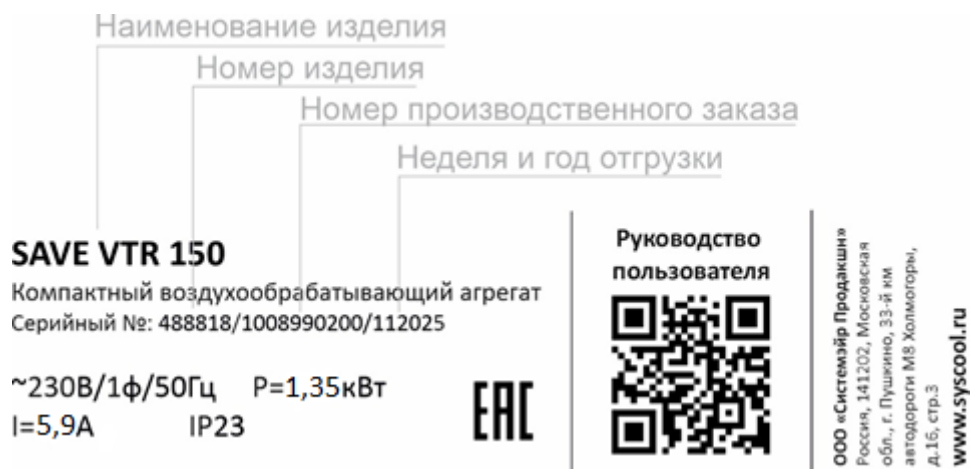 Наименование изделия
Номер изделия
Номер производственного заказа
Неделя и год отгрузки
SAVE VTR 150
Компактный воздухообрабатывающий агрегат
Серийный №: 488818/1008990200/112025
~230В/1ф/50Гц P=1,35кВт
I=5,9А IP23
EAC
Руководство
пользователя
ООО «Системэйр Продакшн»
Россия, 141202, Московская
обл., г. Пушкино, 33-й км
автодороги М8 Холмогоры,
д.16, стр.3
www.syscool.ru